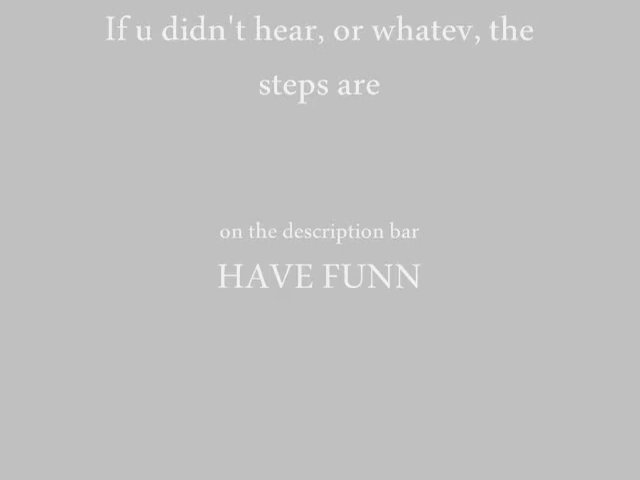 If u didn't hear, or whatev, the
steps are
on the description bar
HAVE FUNN